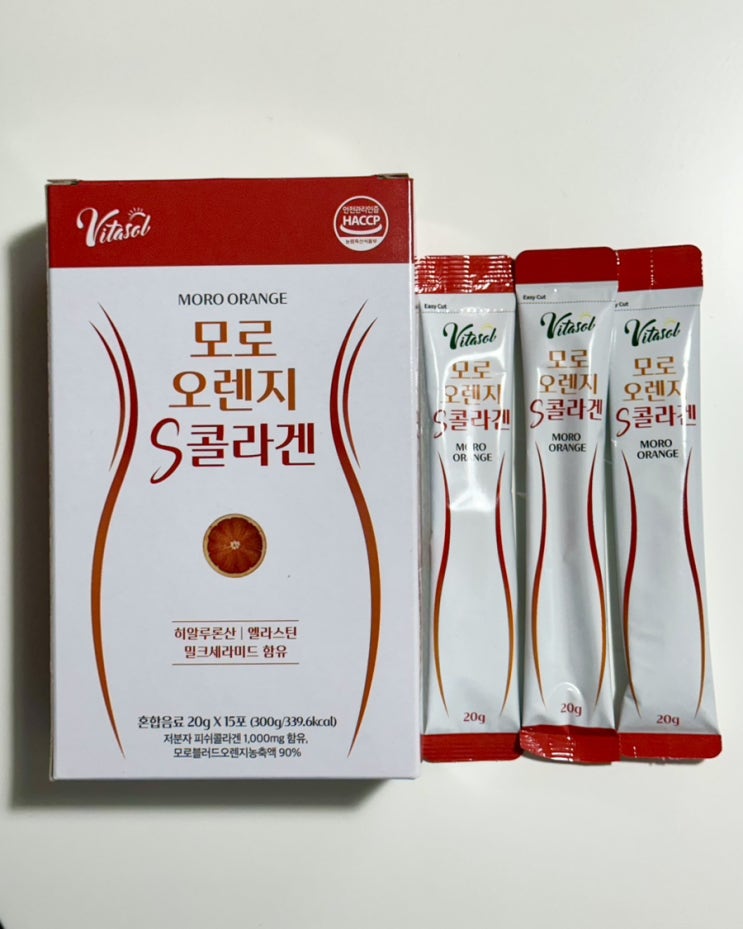 Vitasol
안전관리인증
HACCP
농림축산식품부
MORO ORANGE
모로
오렌지
S콜라겐
히알루론산 | 엘라스틴
밀크세라미드 함유
혼합음료 20g X 15포 (300g/339.6kcal)
저분자 피쉬콜라겐 1,000mg 함유,
모로블러드오렌지농축액 90%
Easy Cut
Vitasol
모로
오렌지
S콜라겐
MORO
ORANGE
20g
Easy Cut
Vitasol
모로
오렌지
S콜라겐
MORO
ORANGE
20g
Cut
Vitasol
모로
오렌지
S콜라겐
MORO
ORANGE
20g